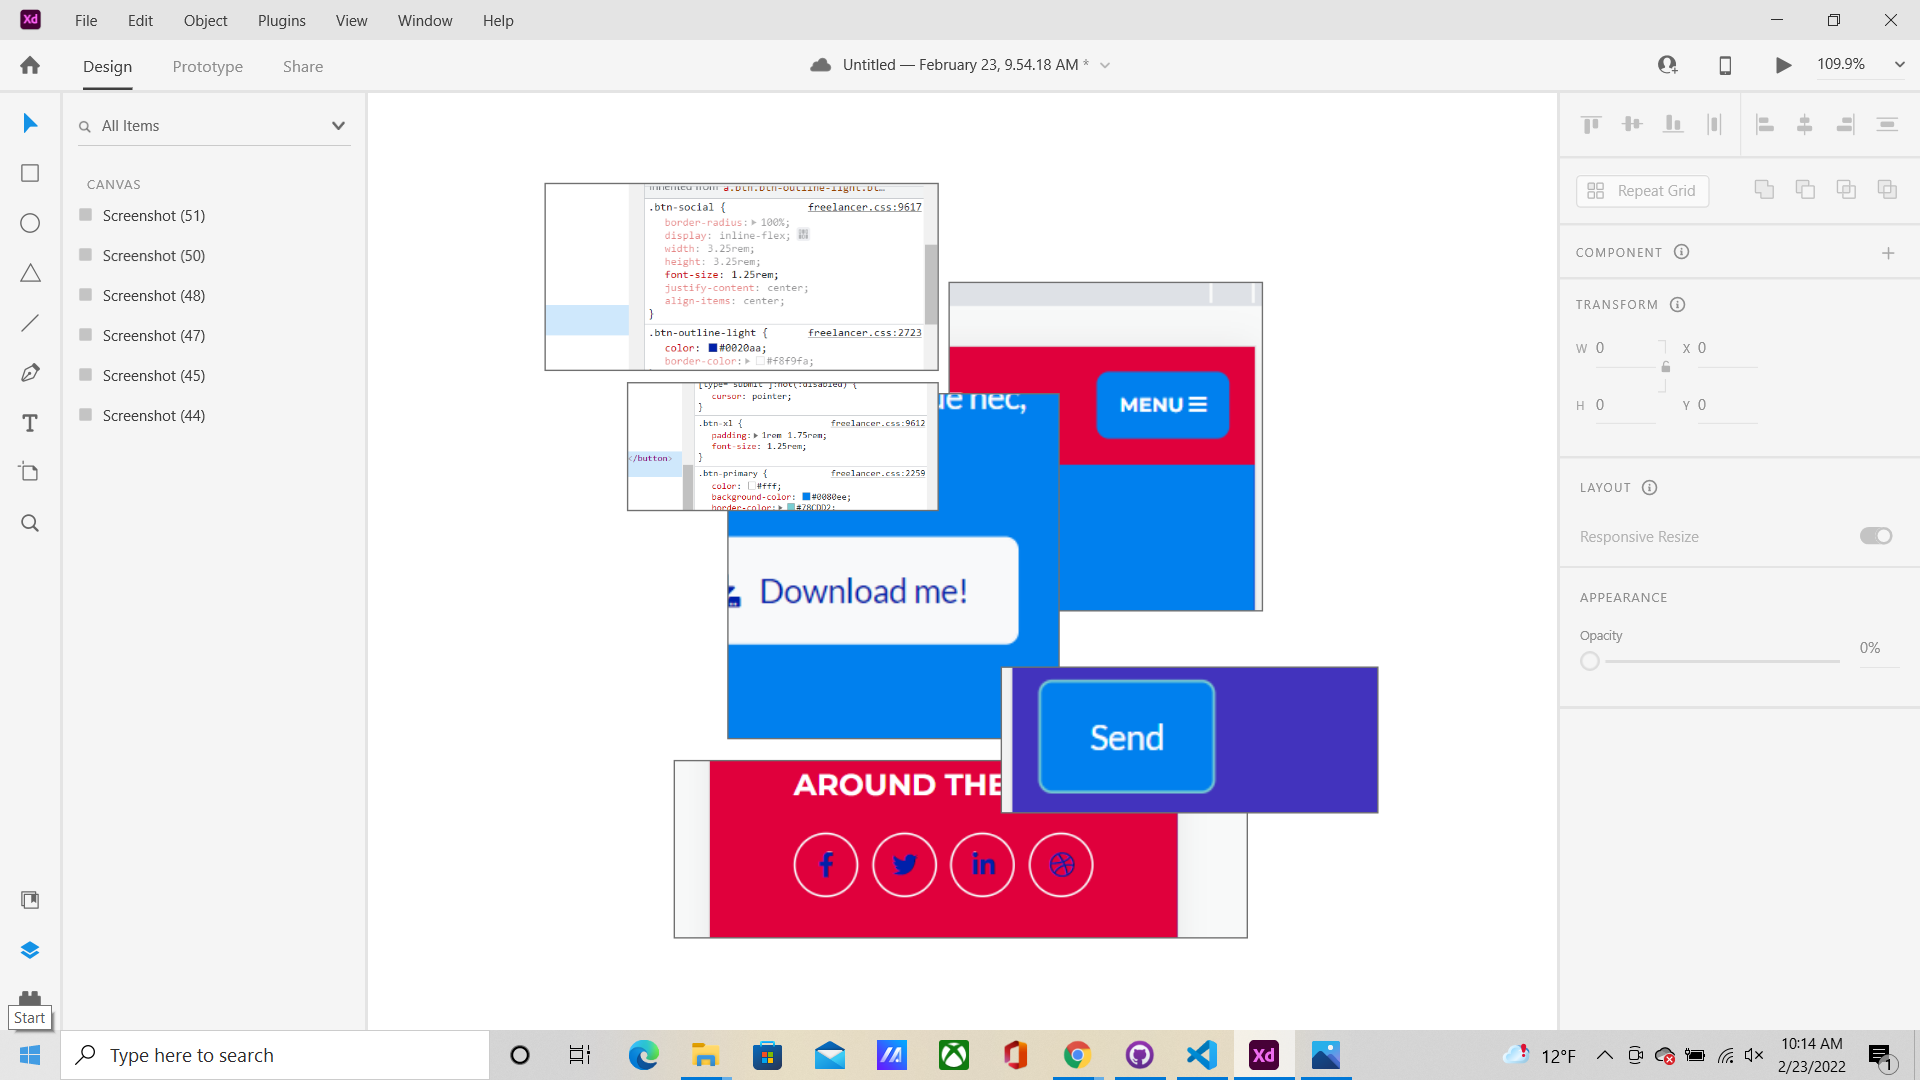 Xd File Edit Object Plugins View Window Help
Design Prototype Share
Untitled — February 23, 9.54.18 AM *
109.9%
All Items
CANVAS
Screenshot (51)
Screenshot (50)
Screenshot (48)
Screenshot (47)
Screenshot (45)
Screenshot (44)
Inherited from a.btn.btn-outline-light.bt…
.btn-social { freelancer.css:9617
border-radius: 100%;
display: inline-flex;
width: 3.25rem;
height: 3.25rem;
font-size: 1.25rem;
justify-content: center;
align-items: center;
}
.btn-outline-light { freelancer.css:2723
color: #0020aa;
border-color: #f8f9fa;
[type="submit"]:not(:disabled) {
cursor: pointer;
}
.btn-xl { freelancer.css:9612
padding: 1rem 1.75rem;
font-size: 1.25rem;
}
</button>
.btn-primary { freelancer.css:2259
color: #fff;
background-color: #0080ee;
border-color: #78CDD2;
nec,
MENU
Download me!
Send
AROUND THE
Repeat Grid
COMPONENT
TRANSFORM
W 0 X 0
H 0 Y 0
LAYOUT
Responsive Resize
APPEARANCE
Opacity
0%
Start
Type here to search
Xd
12°F
10:14 AM
2/23/2022
1